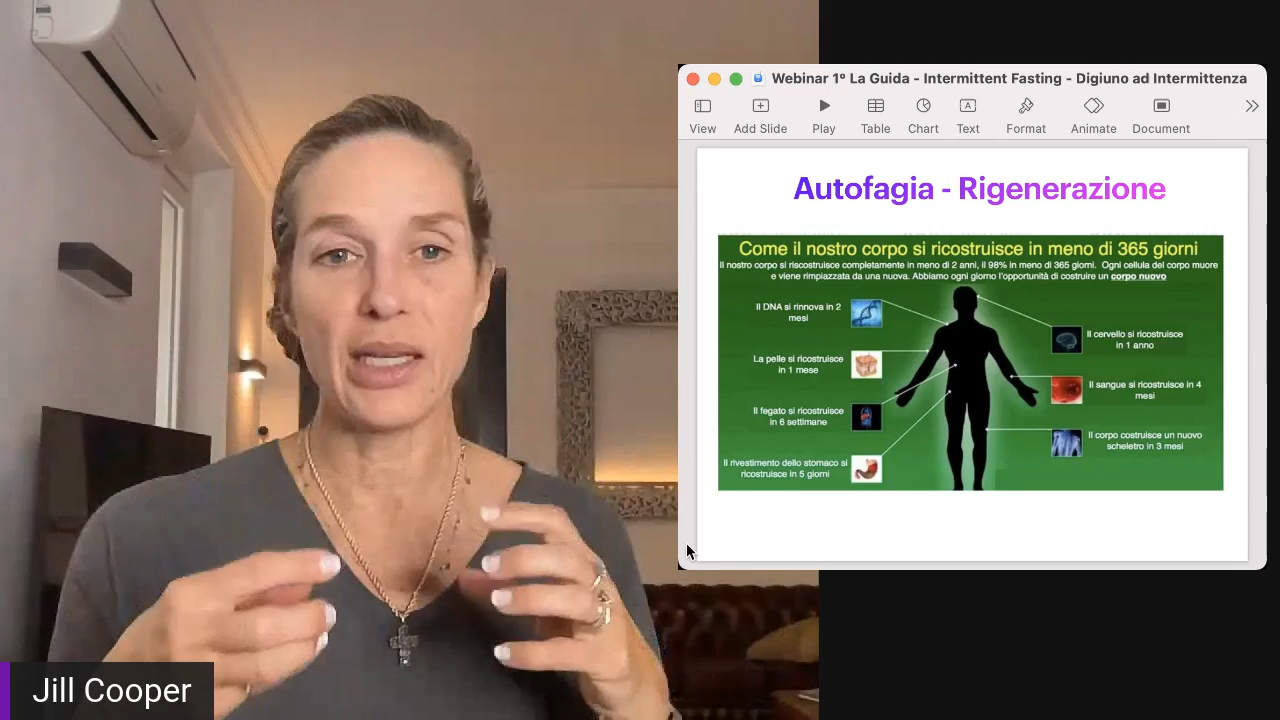 Webinar 1º La Guida - Intermittent Fasting - Digiuno ad Intermittenza
View
Add Slide
Play
Table
Chart
Text
Format
Animate
Document
Autofagia - Rigenerazione
Come il nostro corpo si ricostruisce in meno di 365 giorni
Il nostro corpo si riscostruisce completamente in meno di 2 anni, il 98% in meno di 365 giorni. Ogni cellula del corpo muore
e viene rimpiazzata da una nuova. Abbiamo ogni giorno l'opportunità di costruire un corpo nuovo
Il DNA si rinnova in 2
mesi
La pelle si ricostruisce
in 1 mese
Il fegato si ricostruisce
in 6 settimane
Il rivestimento dello stomaco si
ricostruisce in 5 giorni
Il cervello si ricostruisce
in 1 anno
Il sangue si ricostruisce in 4
mesi
Il corpo costruisce un nuovo
scheletro in 3 mesi
Jill Cooper